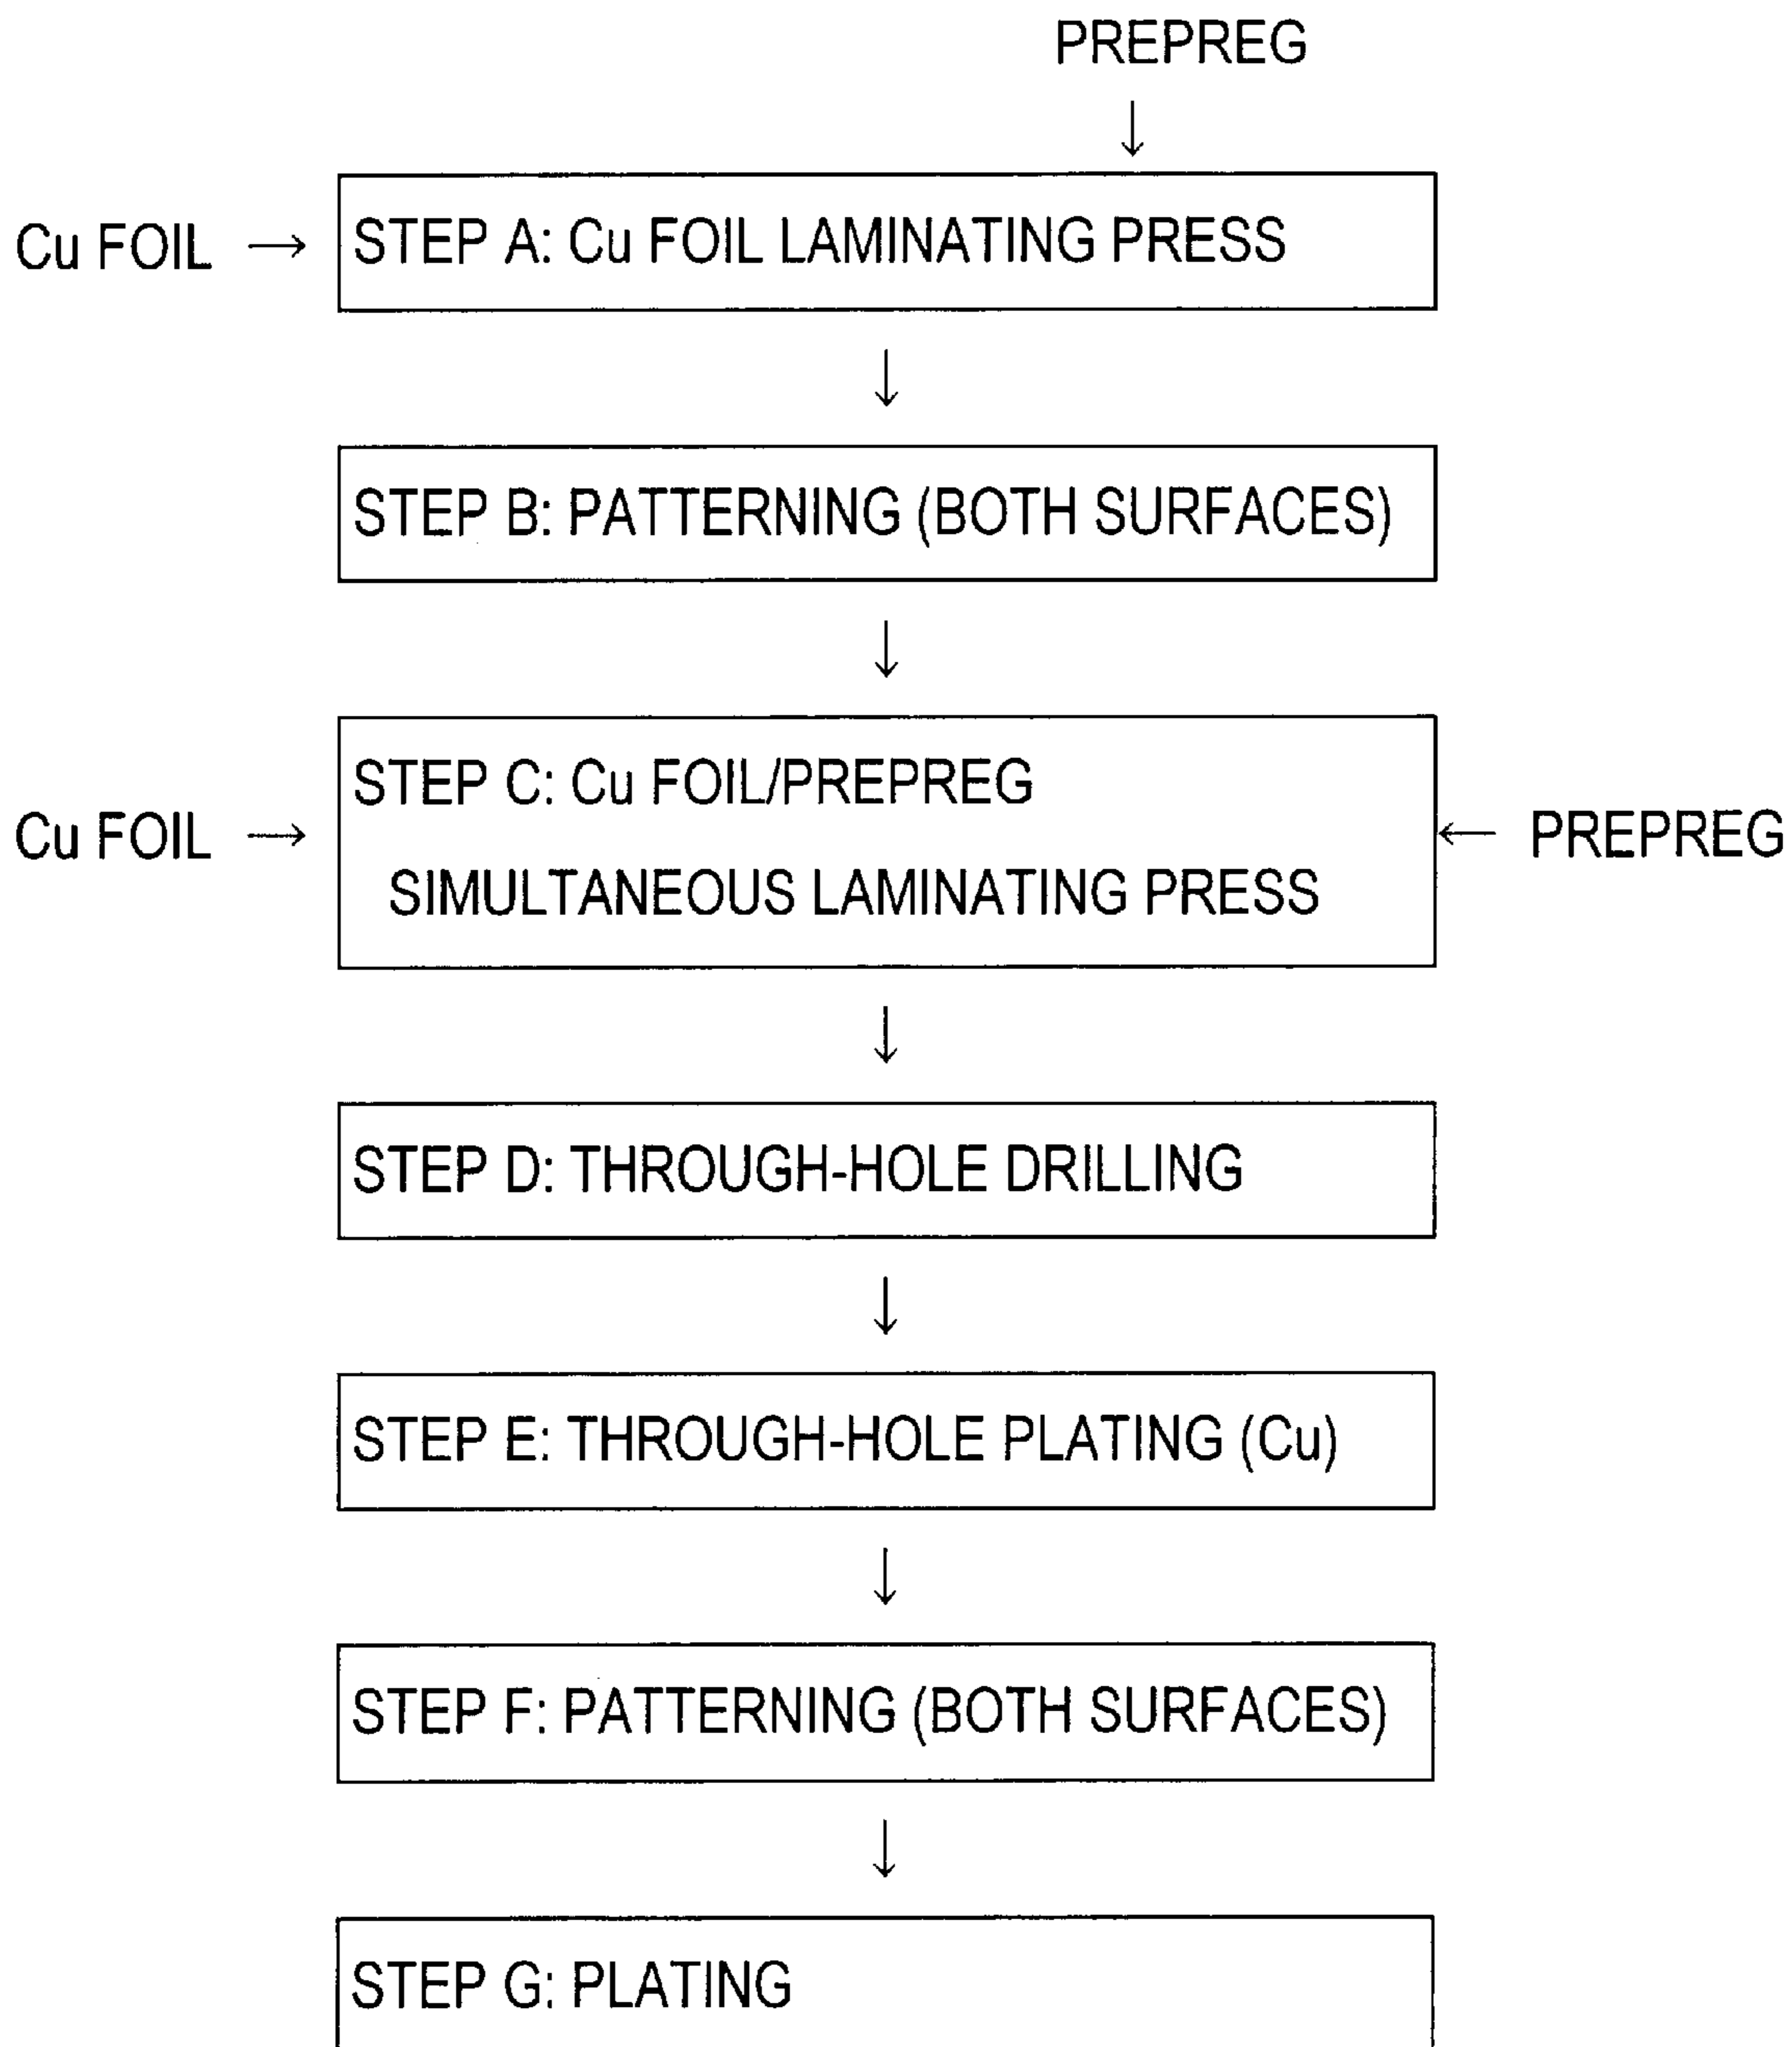 PREPREG
↓
Cu FOIL → STEP A: Cu FOIL LAMINATING PRESS
↓
STEP B: PATTERNING (BOTH SURFACES)
↓
STEP C: Cu FOIL/PREPREG
Cu FOIL → ← PREPREG
SIMULTANEOUS LAMINATING PRESS
↓
STEP D: THROUGH-HOLE DRILLING
↓
STEP E: THROUGH-HOLE PLATING (Cu)
↓
STEP F: PATTERNING (BOTH SURFACES)
↓
STEP G: PLATING